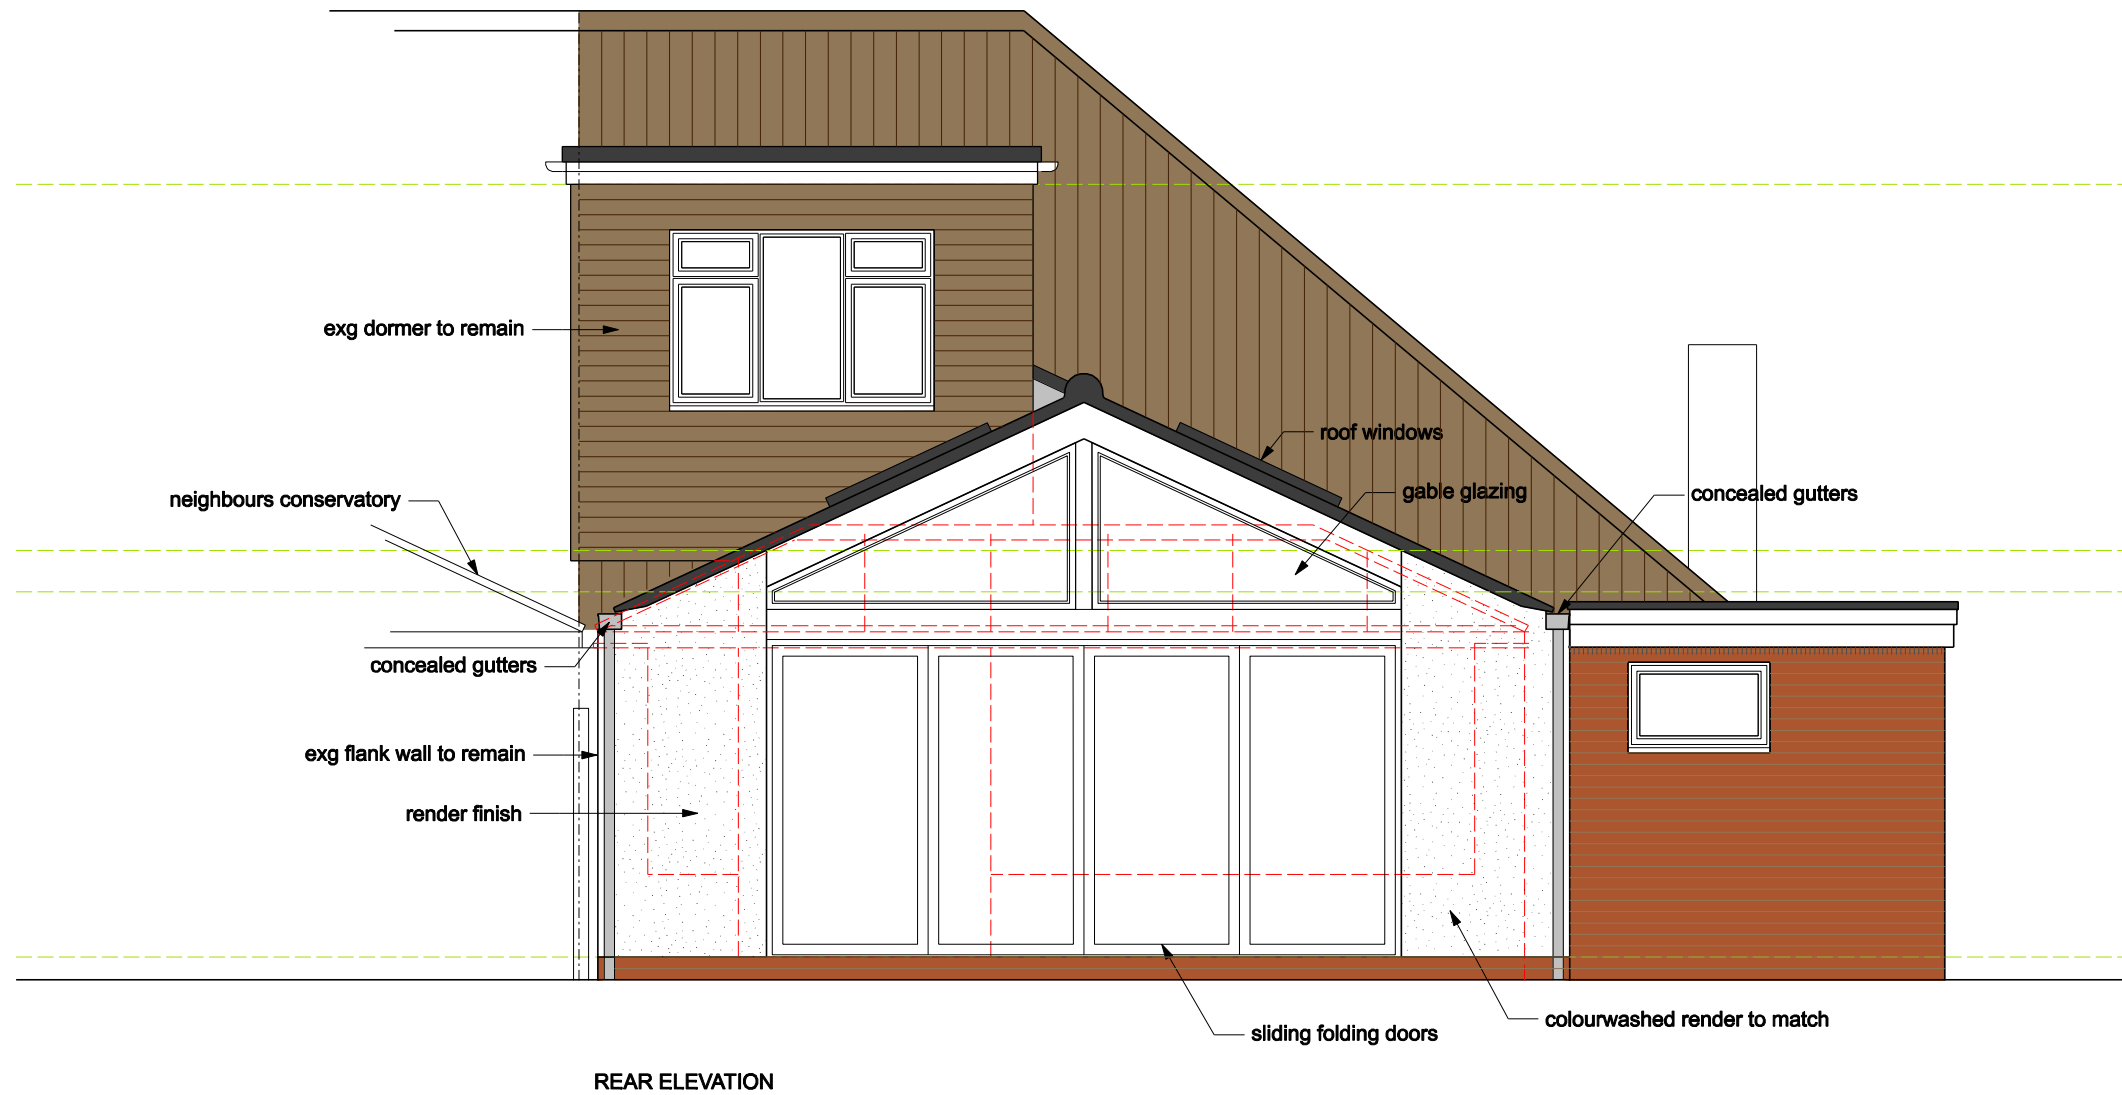 exg dormer to remain
roof windows
gable glazing
concealed gutters
neighbours conservatory
concealed gutters
exg flank wall to remain
render finish
colourwashed render to match
sliding folding doors
REAR ELEVATION